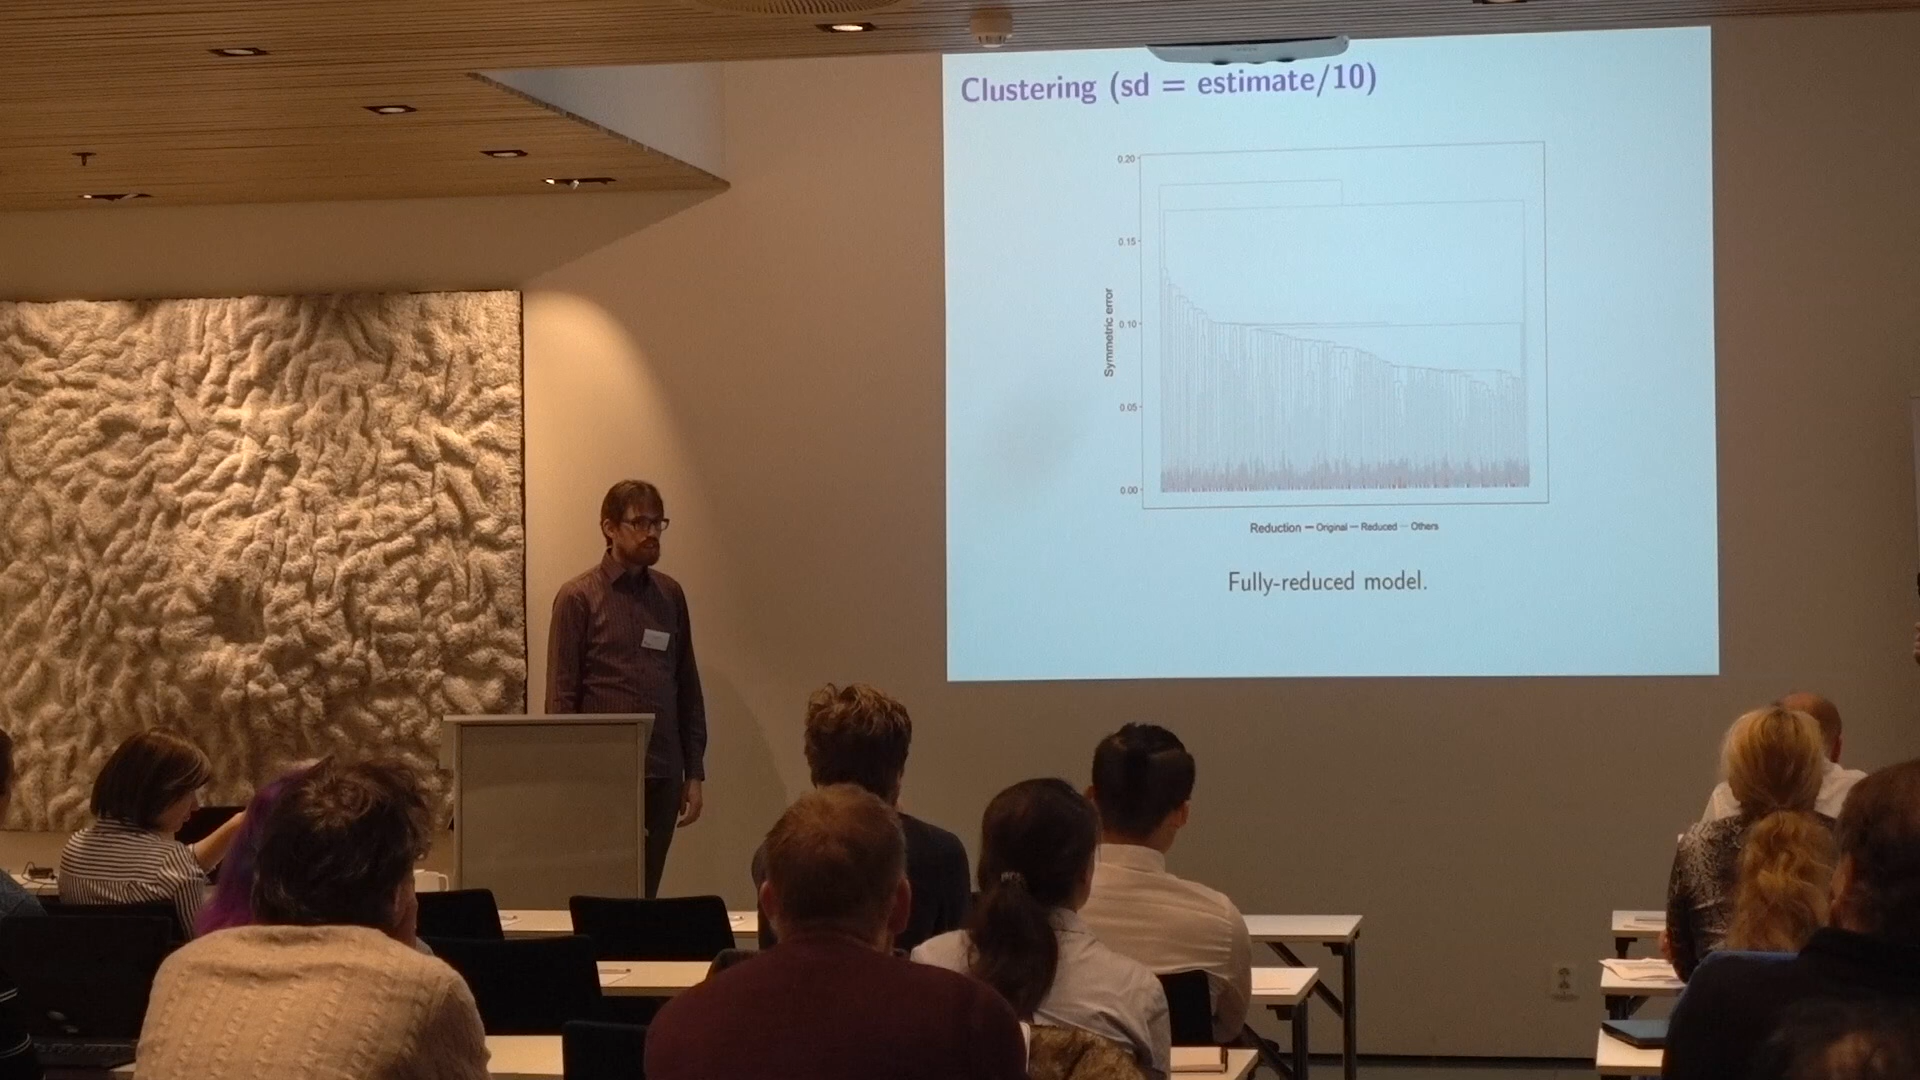 Clustering (sd = estimate/10)
0.20
0.15
0.10
0.05
0.00
Symmetric error
Reduction Original Reduced Others
Fully-reduced model.